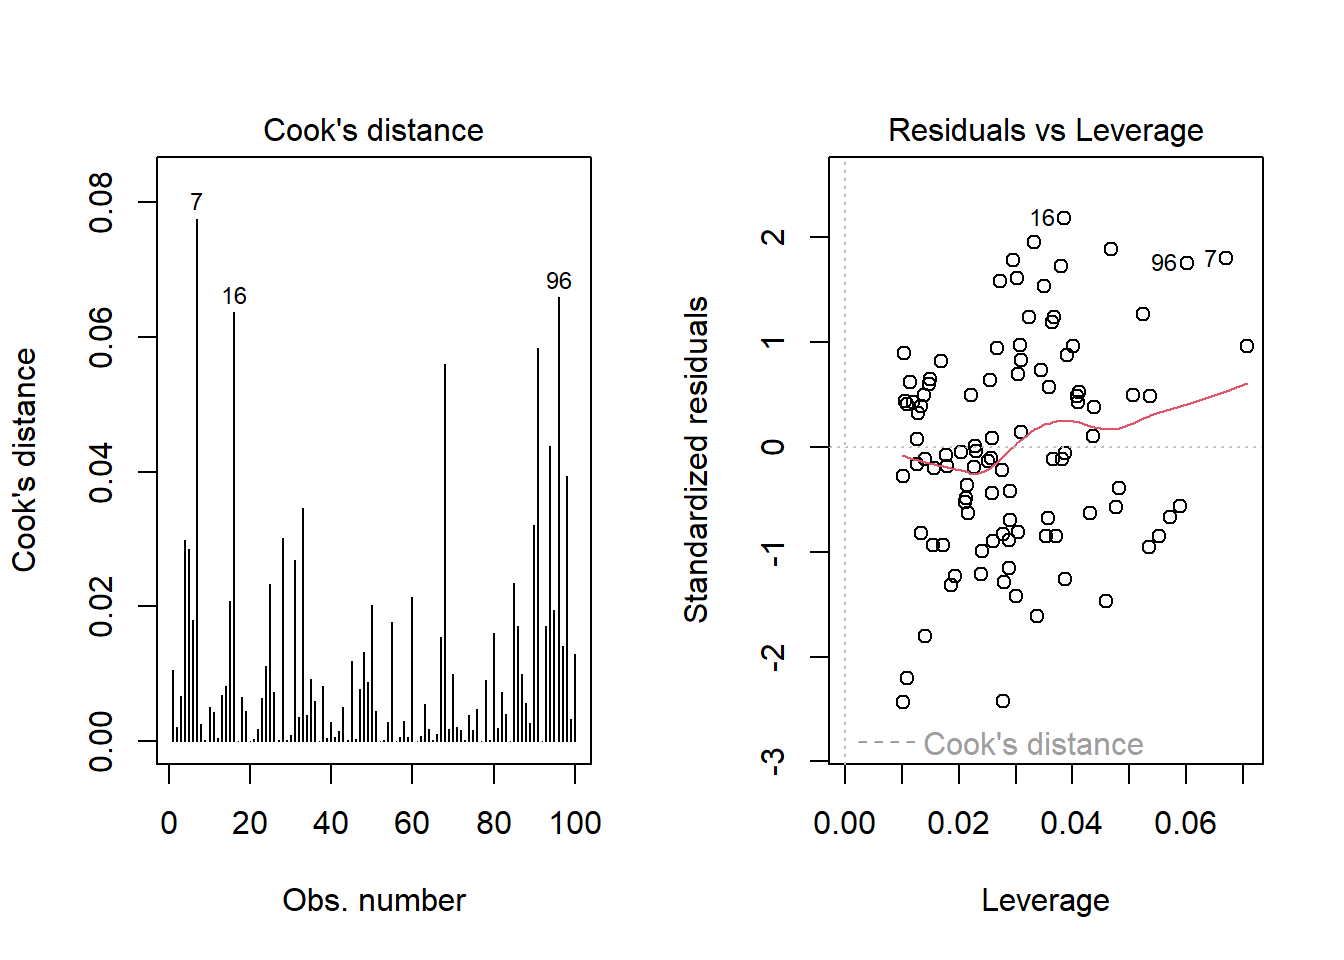 Cook's distance
Cook's distance
0.00
0.02
0.04
0.06
0.08
7
16
96
0 20 40 60 80 100
Obs. number
Residuals vs Leverage
Standardized residuals
-3
-2
-1
0
1
2
16
96
7
Cook's distance
0.00 0.02 0.04 0.06
Leverage